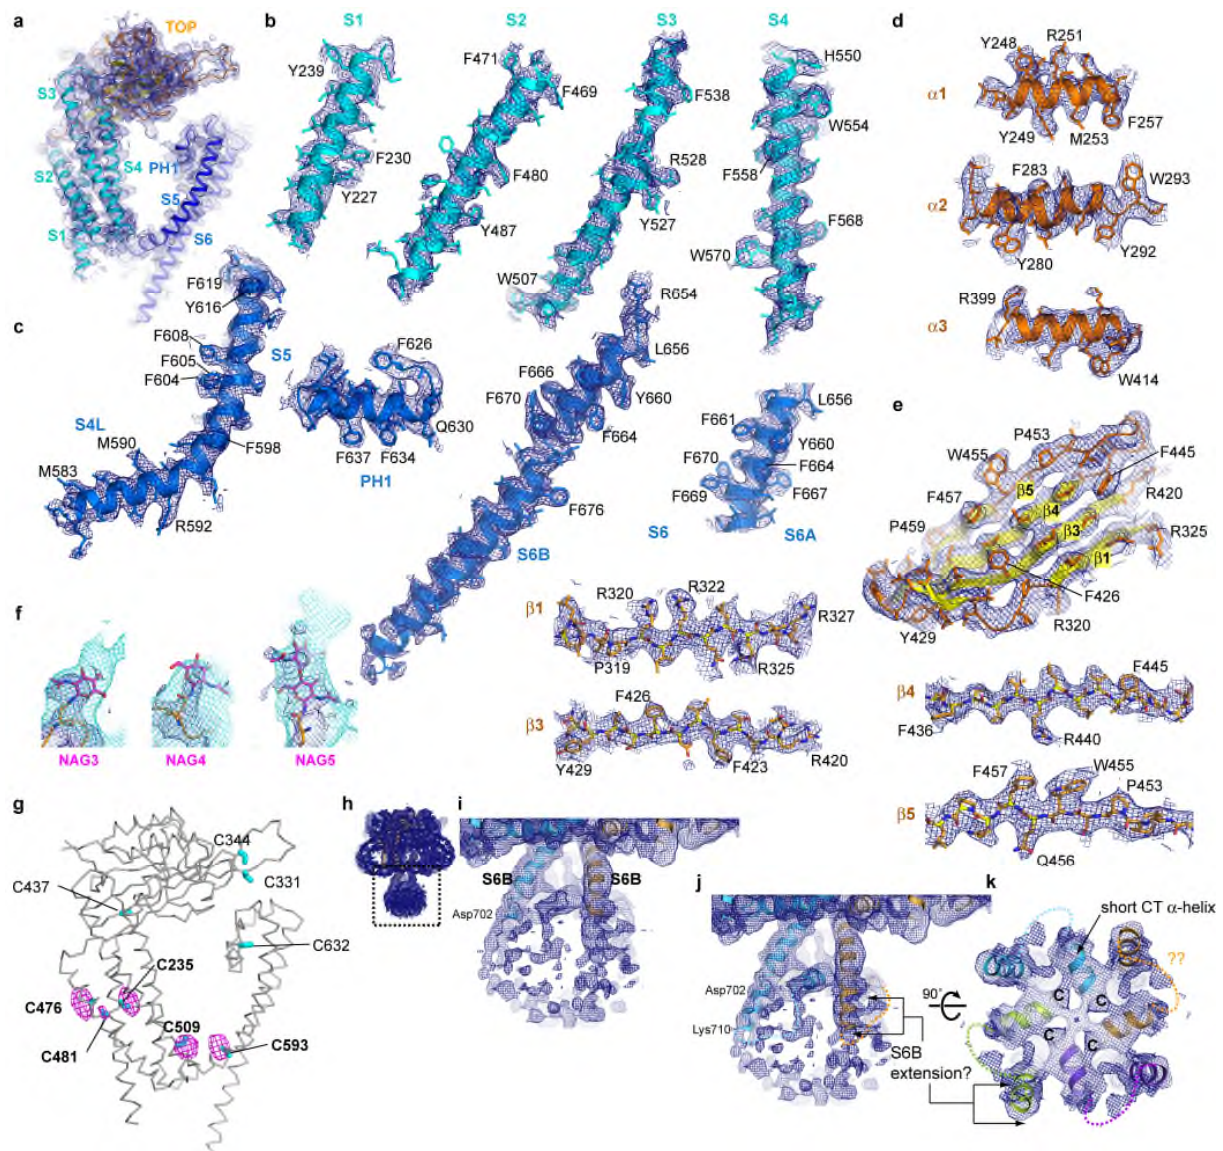 a
TOP
S3
S2
S4
S1
PH1
S5
S6
b
S1
Y239
F230
Y227
S2
F471
F469
F480
Y487
S3
F538
R528
Y527
W507
S4
H550
W554
F558
F568
W570
c
F619
Y616
F608
F605
F604
S5
S4L
M590
M583
F598
R592
F626
Q630
F637
F634
PH1
R654
L656
F666
F670
Y660
F664
F676
S6B
S6
L656
F661
Y660
F670
F664
F669
F667
S6A
d
Y248
R251
α1
Y249
M253
F257
F283
W293
α2
Y280
Y292
R399
α3
W414
e
P453
W455
F445
F457
β5
R420
β4
P459
β3
R325
β1
F426
Y429
R320
β1
R320
R322
R327
P319
R325
β3
F426
Y429
F423
R420
β4
F445
F436
R440
β5
F457
W455
P453
Q456
f
NAG3
NAG4
NAG5
g
C344
C331
C437
C632
C235
C476
C509
C481
C593
h
i
S6B
S6B
Asp702
j
Asp702
Lys710
90°
S6B
extension?
k
short CT α-helix
??
C
C
C
C